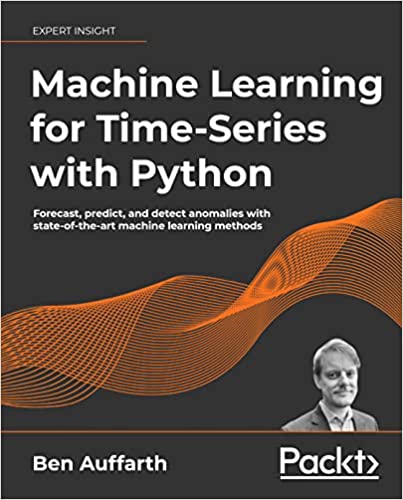 EXPERT INSIGHT
Machine Learning
for Time-Series
with Python
Forecast, predict, and detect anomalies with
state-of-the-art machine learning methods
Ben Auffarth
Packt>